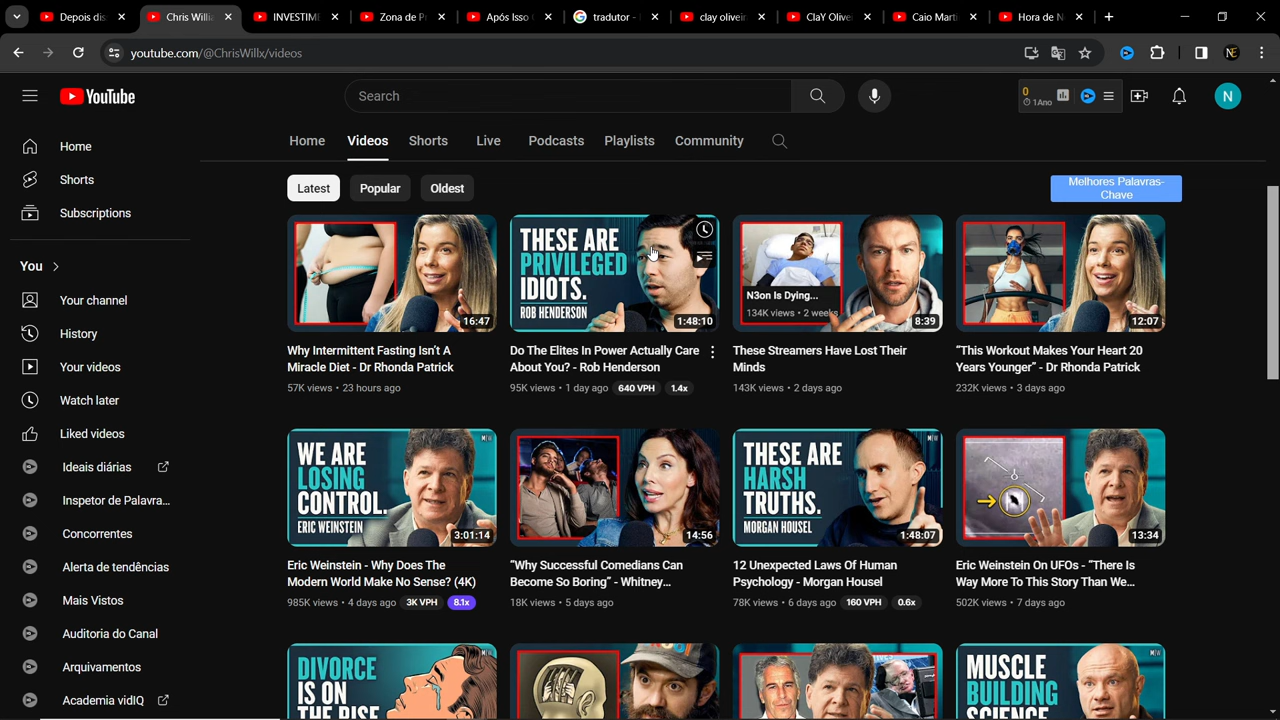 Depois dis
Chris Willia
INVESTIME
Zona de P
Após Isso
tradutor -
clay oliveir
ClaY Olive
Caio Marti
Hora de N
youtube.com/@ChrisWillx/videos
YouTube
Search
0
1Ano
N
Home
Videos
Shorts
Live
Podcasts
Playlists
Community
Latest
Popular
Oldest
Melhores Palavras-
Chave
Home
Shorts
Subscriptions
You
Your channel
History
Your videos
Watch later
Liked videos
Ideais diárias
Inspetor de Palavra...
Concorrentes
Alerta de tendências
Mais Vistos
Auditoria do Canal
Arquivamentos
Academia vidIQ
16:47
Why Intermittent Fasting Isn't A
Miracle Diet - Dr Rhonda Patrick
57K views • 23 hours ago
THESE ARE
PRIVILEGED
IDIOTS.
ROB HENDERSON
1:48:10
Do The Elites In Power Actually Care
About You? - Rob Henderson
95K views • 1 day ago 640 VPH 1.4x
N3on Is Dying...
134K views • 2 weeks
8:39
These Streamers Have Lost Their
Minds
143K views • 2 days ago
12:07
“This Workout Makes Your Heart 20
Years Younger” - Dr Rhonda Patrick
232K views • 3 days ago
WE ARE
LOSING
CONTROL.
ERIC WEINSTEIN
3:01:14
Eric Weinstein - Why Does The
Modern World Make No Sense? (4K)
985K views • 4 days ago 3K VPH 8.1x
14:56
“Why Successful Comedians Can
Become So Boring” - Whitney...
18K views • 5 days ago
THESE ARE
HARSH
TRUTHS.
MORGAN HOUSEL
1:48:07
12 Unexpected Laws Of Human
Psychology - Morgan Housel
78K views • 6 days ago 160 VPH 0.6x
13:34
Eric Weinstein On UFOs - “There Is
Way More To This Story Than We...
502K views • 7 days ago
DIVORCE
IS ON
THE RISE
MUSCLE
BUILDING
SCIENCE